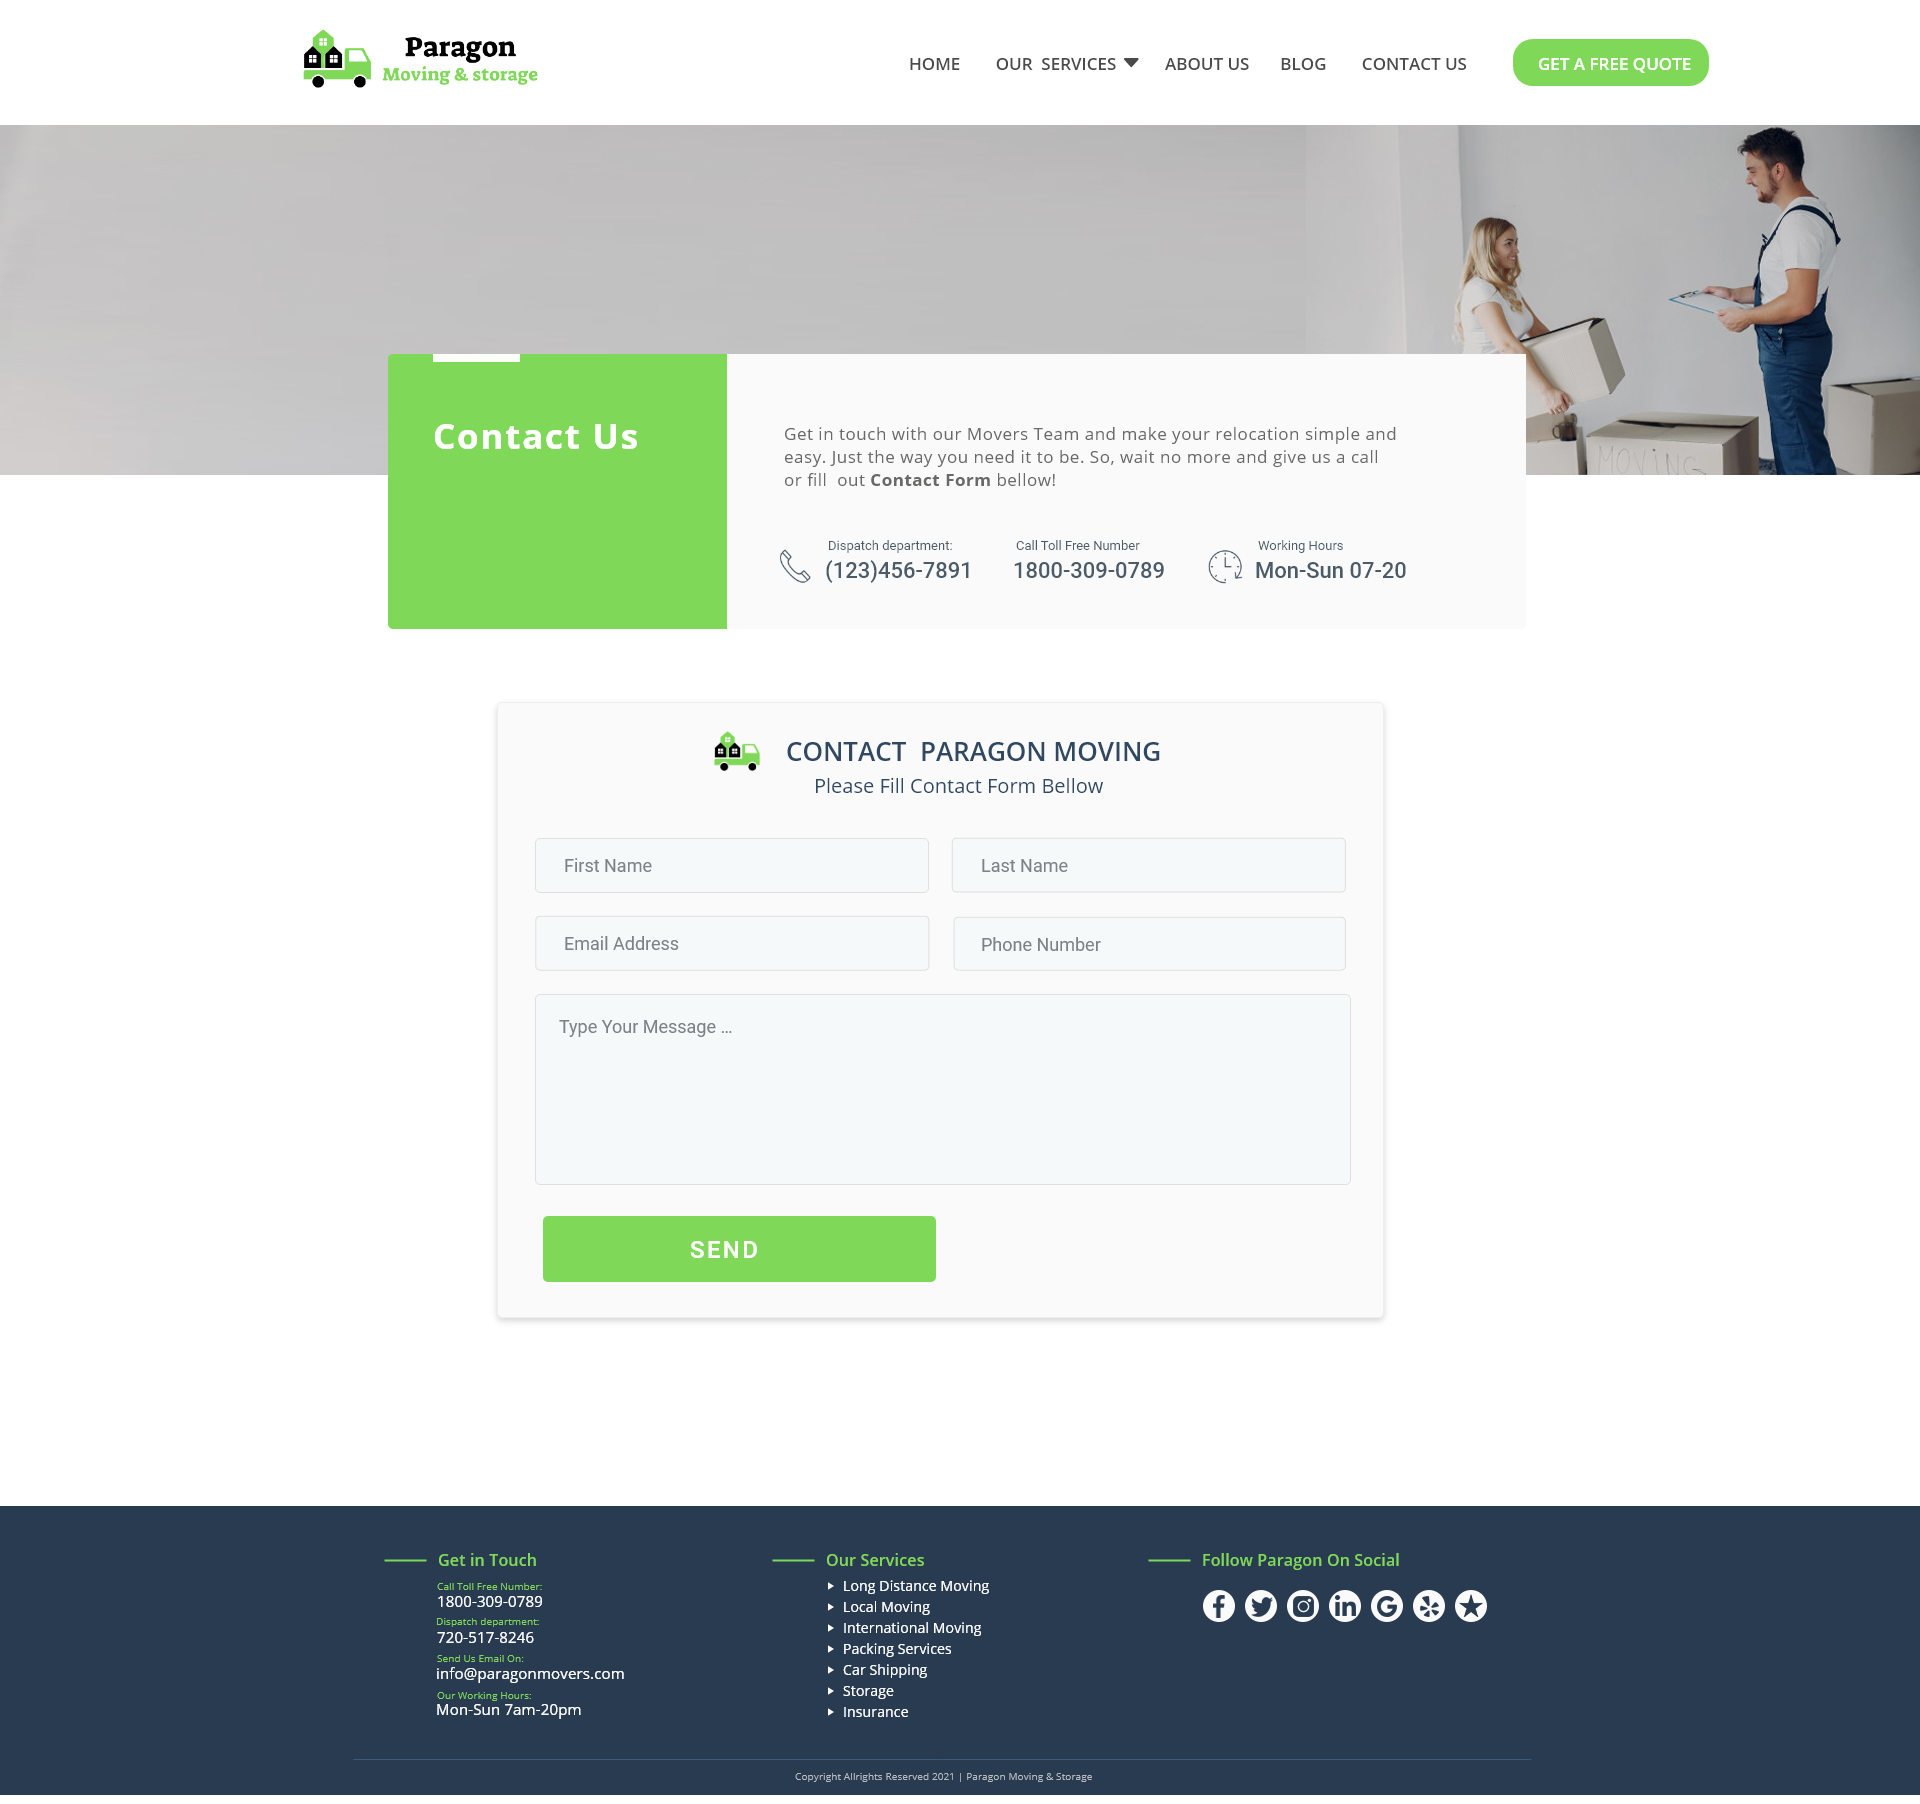 Paragon
Moving & storage
HOME
OUR SERVICES
ABOUT US
BLOG
CONTACT US
GET A FREE QUOTE
MOVING
Contact Us
Get in touch with our Movers Team and make your relocation simple and
easy. Just the way you need it to be. So, wait no more and give us a call
or fill out Contact Form bellow!
Dispatch department:
(123)456-7891
Call Toll Free Number
1800-309-0789
Working Hours
Mon-Sun 07-20
CONTACT PARAGON MOVING
Please Fill Contact Form Bellow
First Name
Last Name
Email Address
Phone Number
Type Your Message ...
SEND
Get in Touch
Call Toll Free Number:
1800-309-0789
Dispatch department:
720-517-8246
Send Us Email On:
info@paragonmovers.com
Our Working Hours:
Mon-Sun 7am-20pm
Our Services
Long Distance Moving
Local Moving
International Moving
Packing Services
Car Shipping
Storage
Insurance
Follow Paragon On Social
Copyright Allrights Reserved 2021 | Paragon Moving & Storage